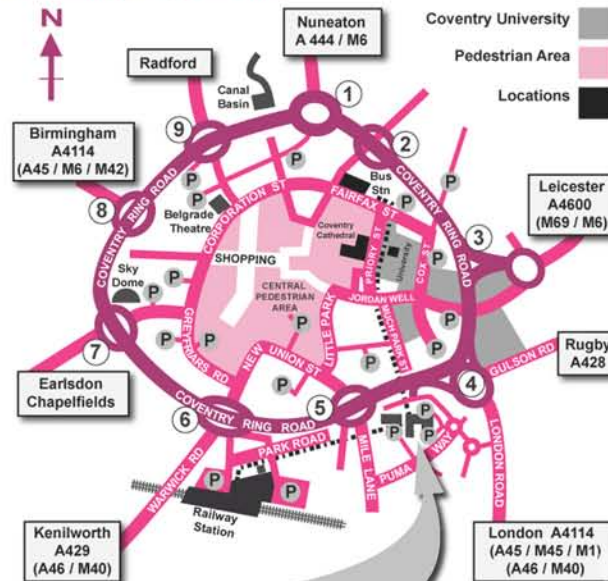 N
Nuneaton
A 444 / M6
Coventry University
Pedestrian Area
Locations
Radford
Canal
Basin
1
2
9
Birmingham
A4114
(A45 / M6 / M42)
P
P
COVENTRY RING ROAD
P
Bus
Stn
COVENTRY RING ROAD
Leicester
A4600
(M69 / M6)
8
COVENTRY RING ROAD
P
Belgrade
Theatre
CORPORATION ST
FAIRFAX ST
P
3
Coventry
Cathedral
PRIORY ST
University
COX ST
SHOPPING
Sky
Dome
P
P
CENTRAL
PEDESTRIAN
AREA
LITTLE PARK
JORDAN WELL
P
P
P
P
GREYFRIARS RD
P
MUCH PARK ST
P
P
7
NEW UNION ST
P
P
GULSON RD
Rugby
A428
Earlsdon
Chapelfields
COVENTRY RING ROAD
6
5
4
P
P
P
PARK ROAD
MILE LANE
PUMA WAY
LONDON ROAD
WARWICK RD
P
P
Railway
Station
Kenilworth
A429
(A46 / M40)
London A4114
(A45 / M45 / M1)
(A46 / M40)